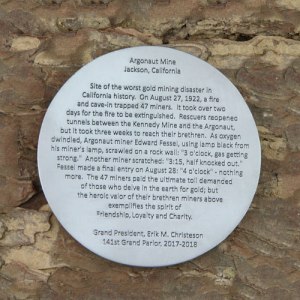 Argonaut Mine
Jackson, California
Site of the worst gold mining disaster in
California history. On August 27, 1922, a fire
and cave-in trapped 47 miners. It took over two
days for the fire to be extinguished. Rescuers reopened
tunnels between the Kennedy Mine and the Argonaut,
but it took three weeks to reach their brethren. As oxygen
dwindled, Argonaut miner Edward Fessel, using lamp black from
his miner's lamp, scrawled on a rock wall: "3 o'clock, gas getting
strong." Another miner scratched: "3:15, half knocked out."
Fessel made a final entry on August 28: "4 o'clock" - nothing
more. The 47 miners paid the ultimate toll demanded
of those who delve in the earth for gold; but
the heroic valor of their brethren miners above
exemplifies the spirit of
Friendship, Loyalty and Charity.
Grand President, Erik M. Christeson
141st Grand Parlor, 2017-2018